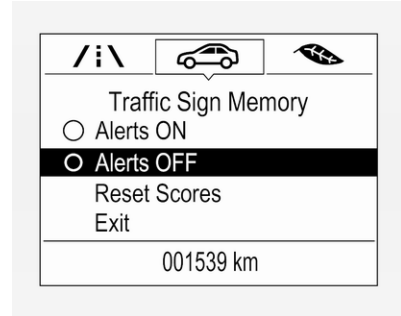 Traffic Sign Memory
Alerts ON
Alerts OFF
Reset Scores
Exit
001539 km